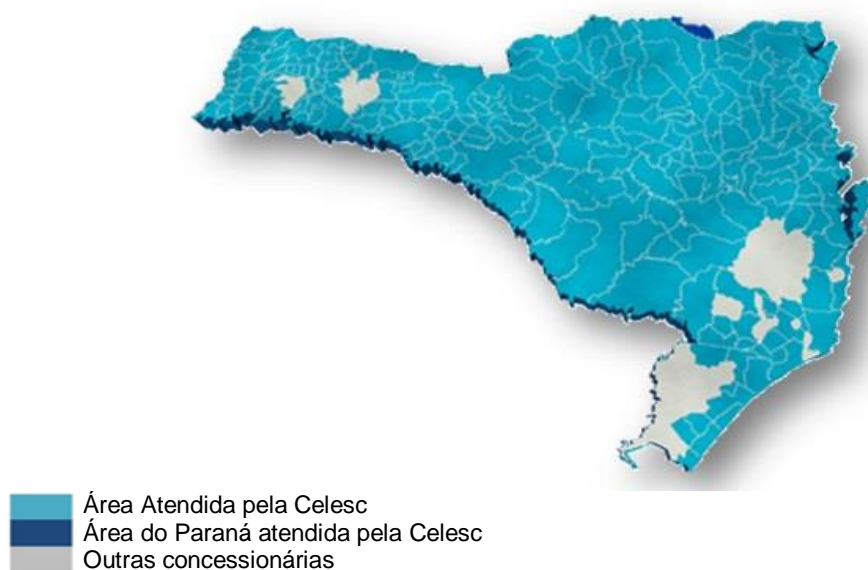 Área Atendida pela Celesc
Área do Paraná atendida pela Celesc
Outras concessionárias